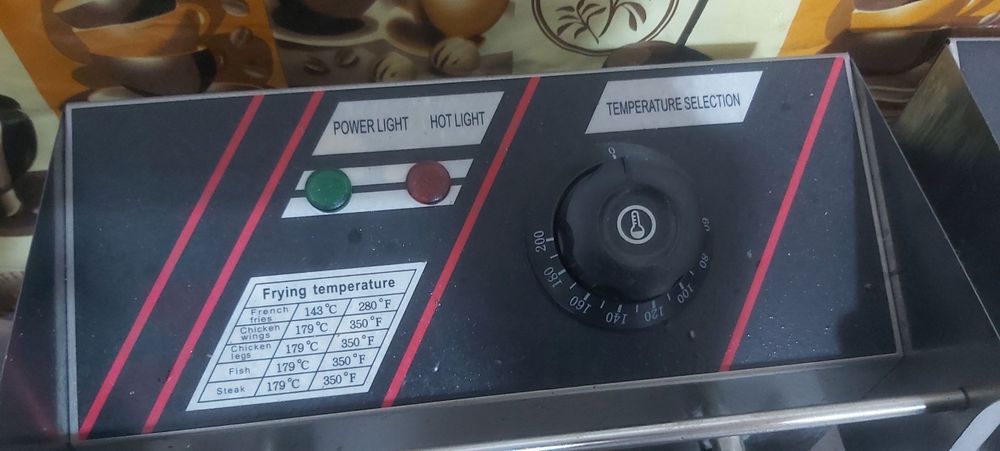 POWER LIGHT HOT LIGHT
TEMPERATURE SELECTION
0
60
80
100
120
140
160
180
200
Frying temperature
French fries 143°C 280°F
Chicken wings 179°C 350°F
Chicken legs 179°C 350°F
Fish 179°C 350°F
Steak 179°C 350°F